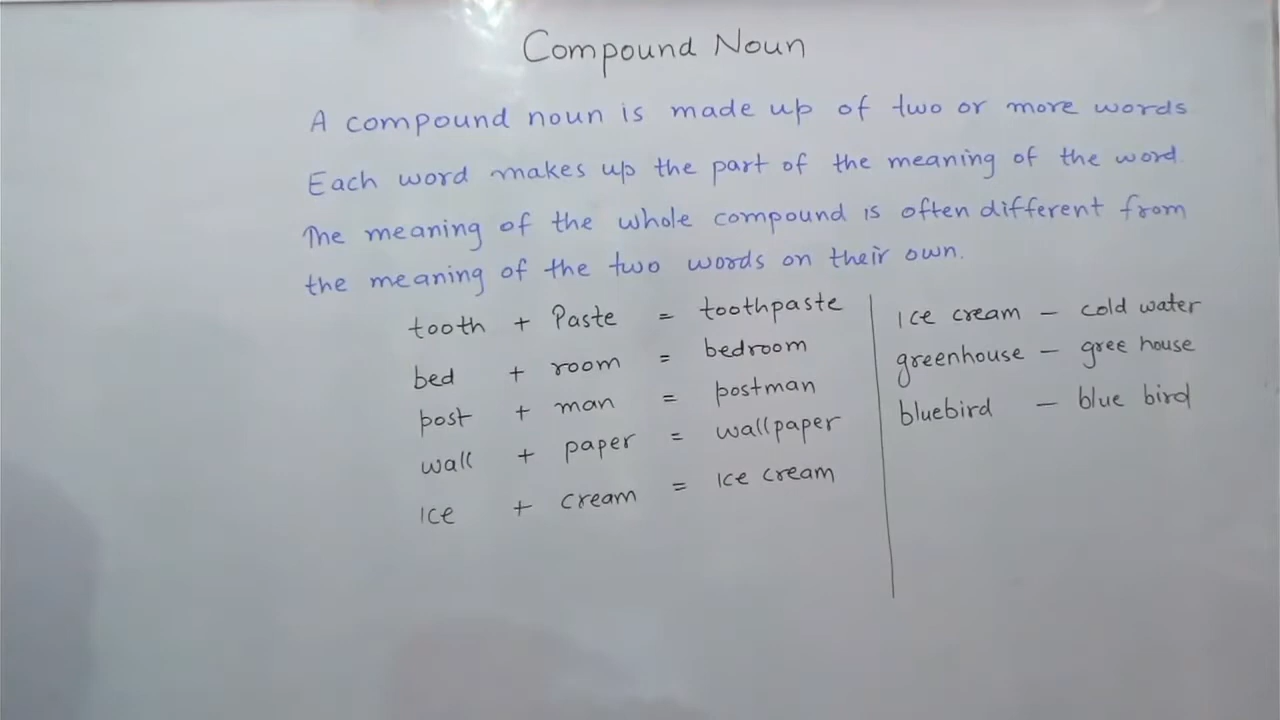 Compound Noun
A compound noun is made up of two or more words
Each word makes up the part of the meaning of the word.
The meaning of the whole compound is often different from
the meaning of the two words on their own.
tooth + Paste = toothpaste
bed + room = bedroom
post + man = postman
wall + paper = wallpaper
Ice + cream = Ice cream
Ice cream – cold water
greenhouse – gree house
bluebird – blue bird